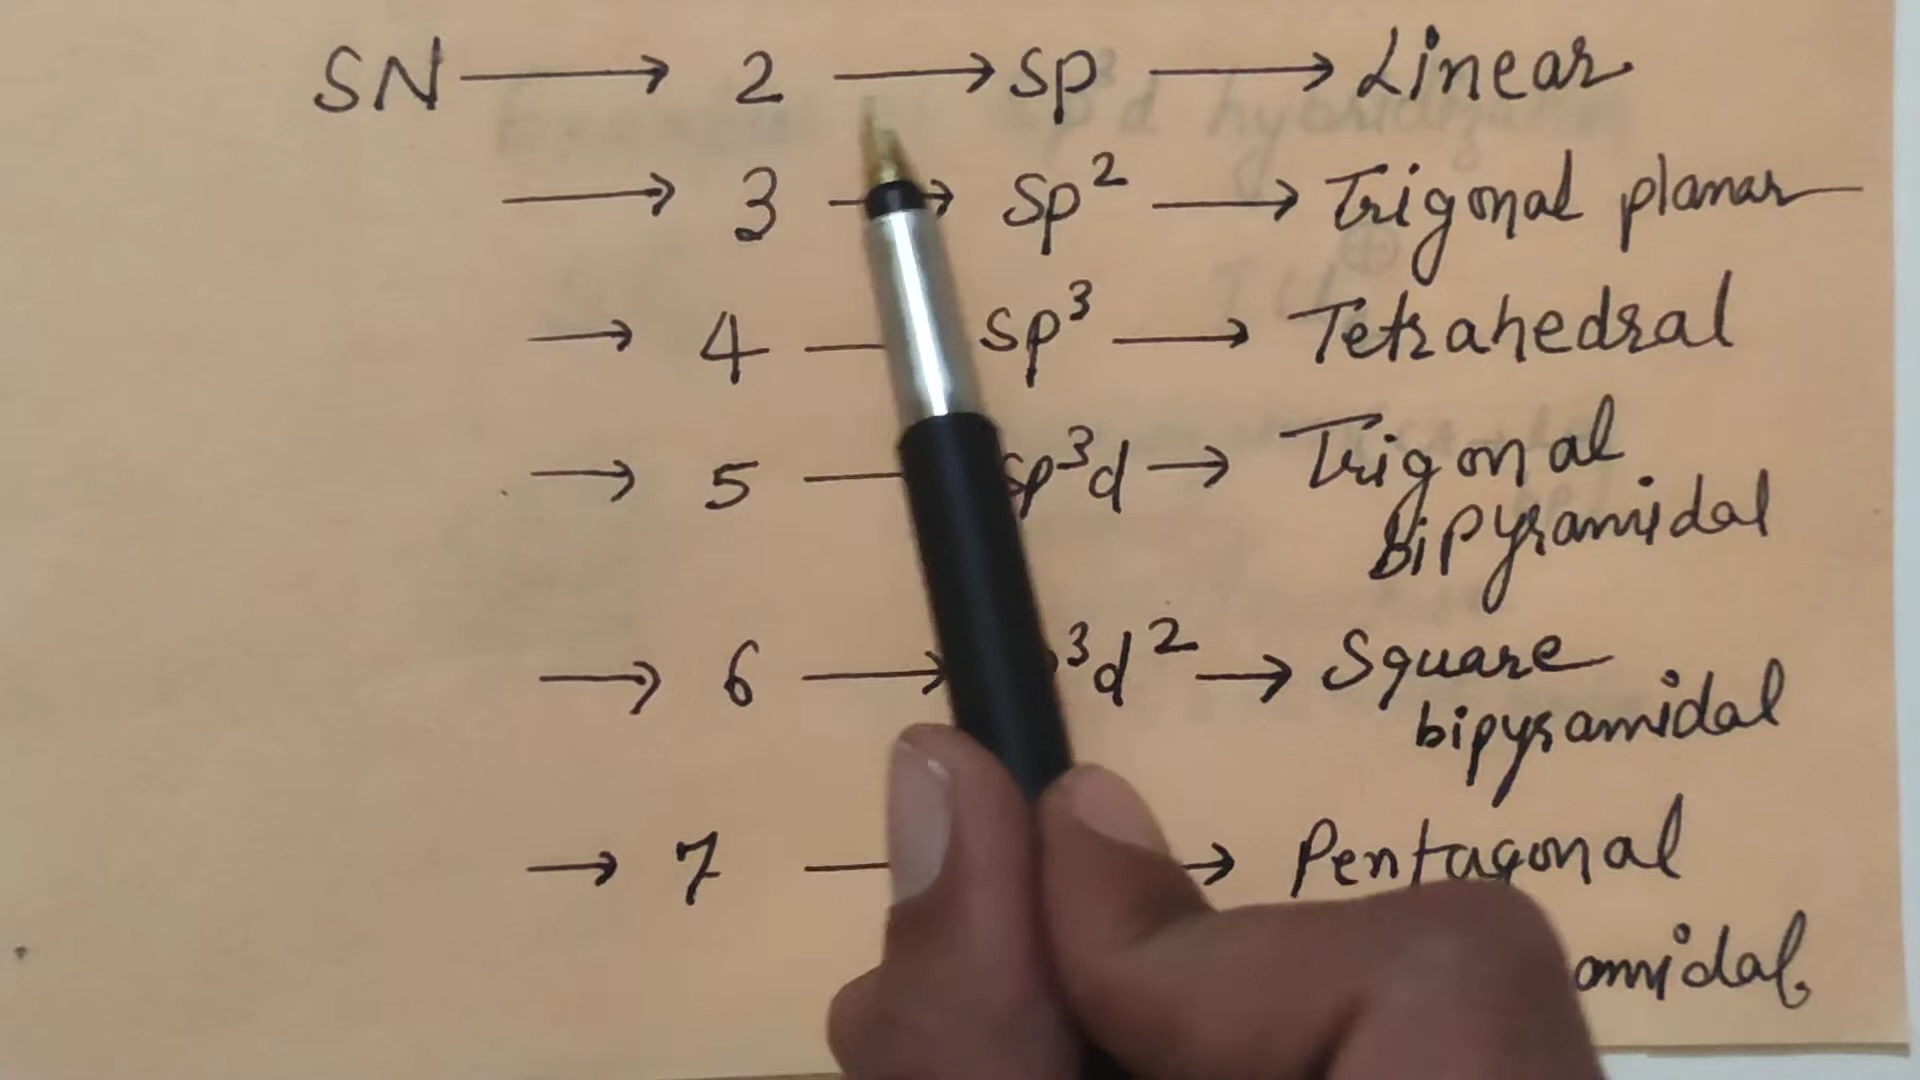 SN → 2 → sp → Linear
→ 3 → sp² → Trigonal planar
→ 4 — sp³ → Tetrahedral
→ 5 — sp³d → Trigonal
bipyramidal
→ 6 → ³d² → Square
bipyramidal
→ 7 — → Pentagonal
amidal